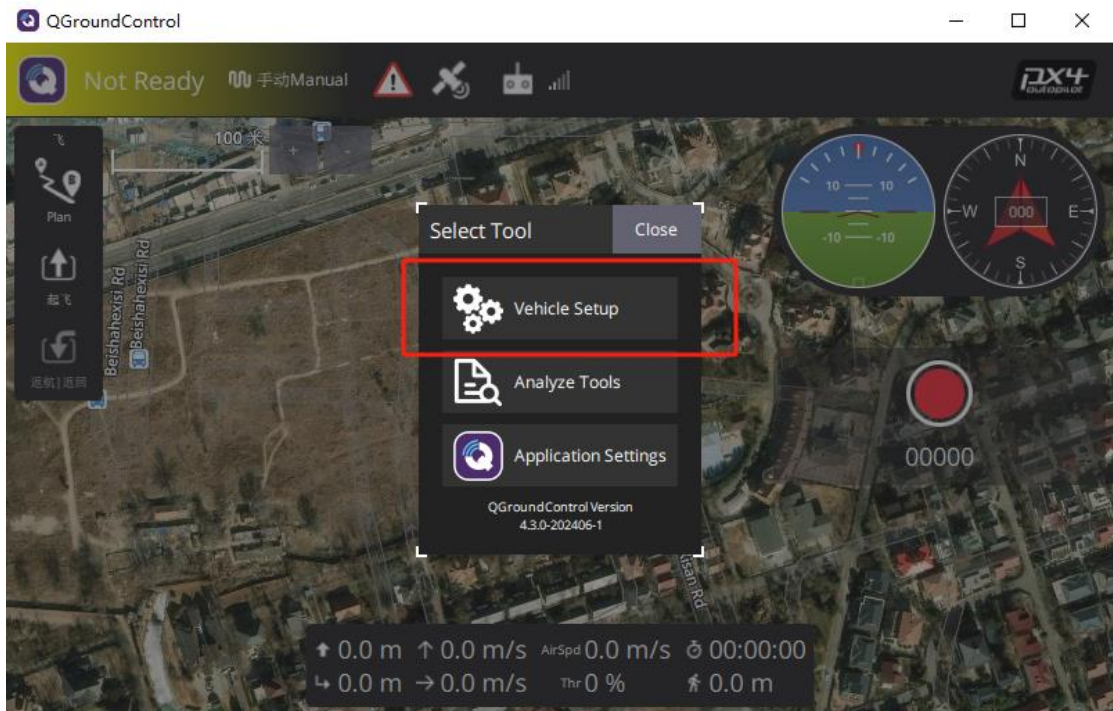 QGroundControl
Not Ready
手动Manual
PX4
autopilot
飞
100 米
+ -
Plan
起飞
返航|返回
Beishahexisi Rd
Beishahexisi Rd
Select Tool
Close
Vehicle Setup
Analyze Tools
Application Settings
QGroundControl Version
4.3.0-202406-1
10 10
-10 -10
N
W 000 E
S
00000
0.0 m 0.0 m/s AirSpd 0.0 m/s 00:00:00
0.0 m 0.0 m/s Thr 0 % 0.0 m